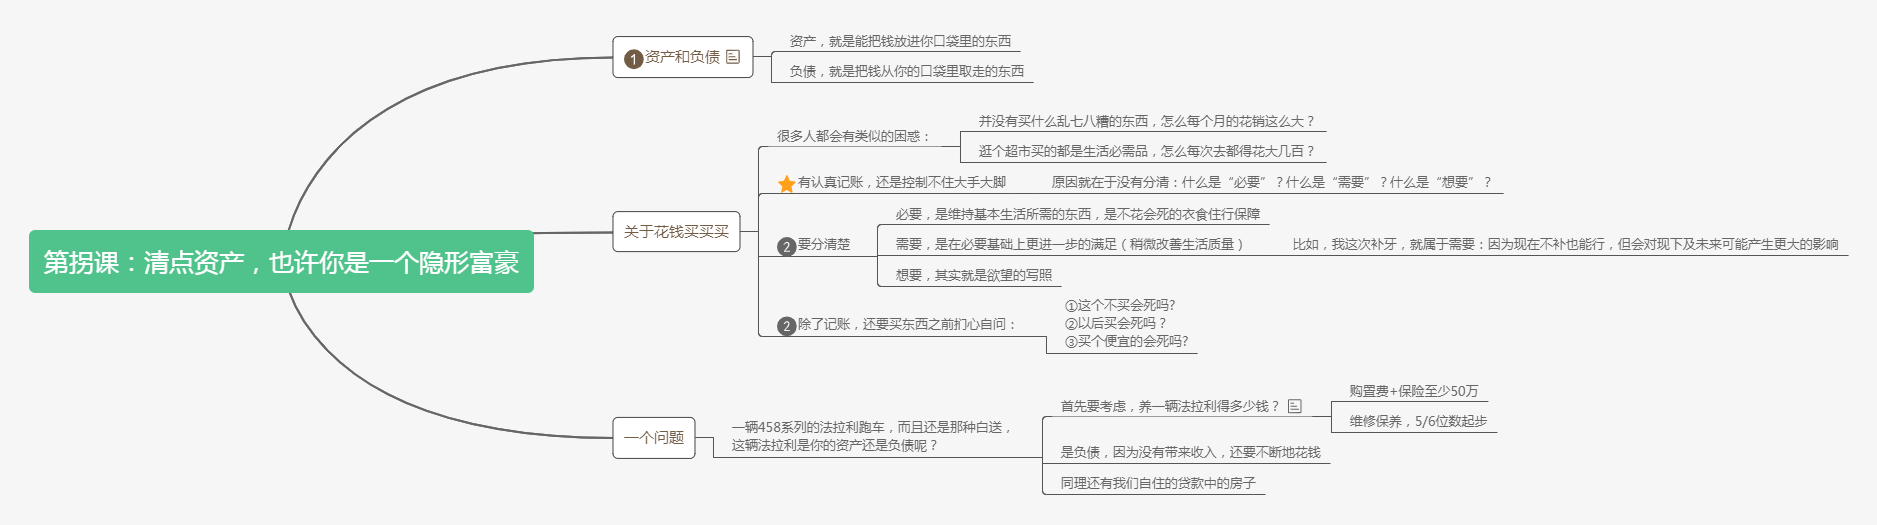 第拐课：清点资产，也许你是一个隐形富豪
1 资产和负债
资产，就是能把钱放进你口袋里的东西
负债，就是把钱从你的口袋里取走的东西
关于花钱买买买
很多人都会有类似的困惑：
并没有买什么乱七八糟的东西，怎么每个月的花销这么大？
逛个超市买的都是生活必需品，怎么每次去都得花大几百？
有认真记账，还是控制不住大手大脚
原因就在于没有分清：什么是“必要”？什么是“需要”？什么是“想要”？
2 要分清楚
必要，是维持基本生活所需的东西，是不花会死的衣食住行保障
需要，是在必要基础上更进一步的满足（稍微改善生活质量）
比如，我这次补牙，就属于需要：因为现在不补也能行，但会对现下及未来可能产生更大的影响
想要，其实就是欲望的写照
2 除了记账，还要买东西之前扪心自问：
①这个不买会死吗?
②以后买会死吗？
③买个便宜的会死吗?
一个问题
一辆458系列的法拉利跑车，而且还是那种白送，
这辆法拉利是你的资产还是负债呢？
首先要考虑，养一辆法拉利得多少钱？
购置费+保险至少50万
维修保养，5/6位数起步
是负债，因为没有带来收入，还要不断地花钱
同理还有我们自住的贷款中的房子